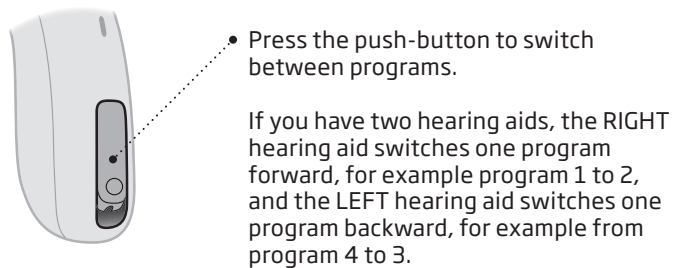 Press the push-button to switch
between programs.
If you have two hearing aids, the RIGHT
hearing aid switches one program
forward, for example program 1 to 2,
and the LEFT hearing aid switches one
program backward, for example from
program 4 to 3.